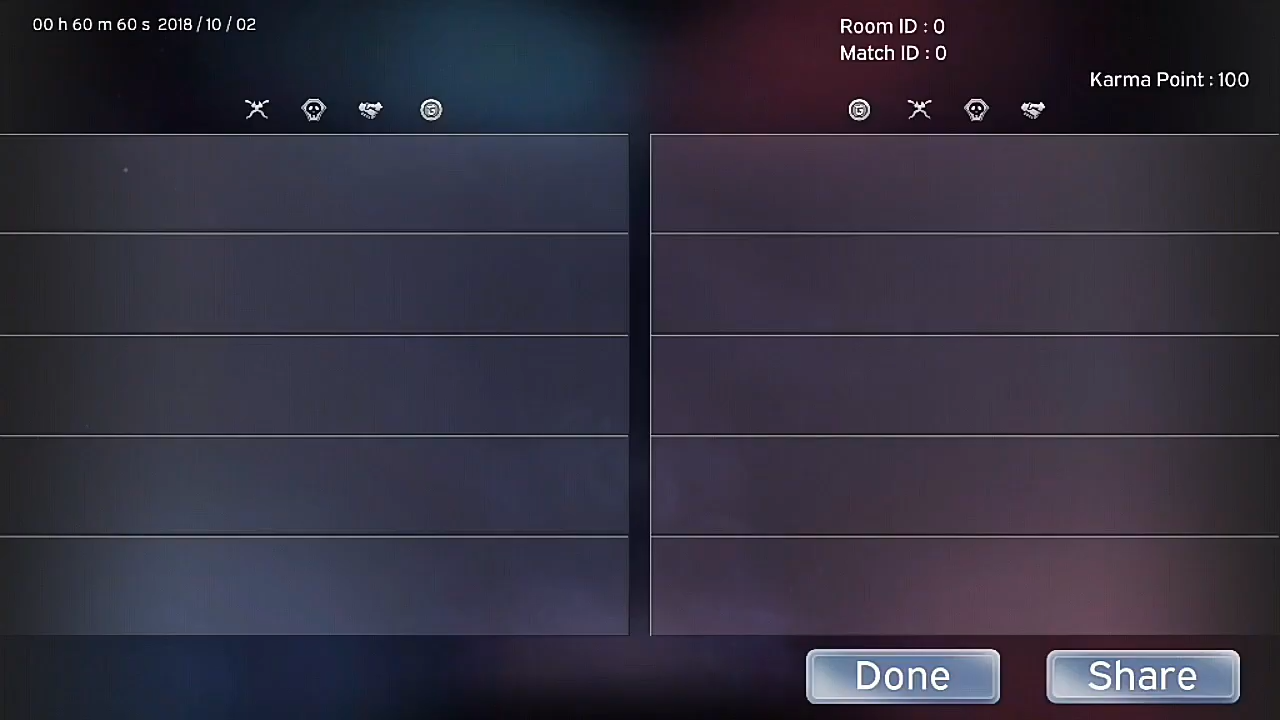 00 h 60 m 60 s 2018 / 10 / 02
Room ID : 0
Match ID : 0
Karma Point : 100
Done
Share